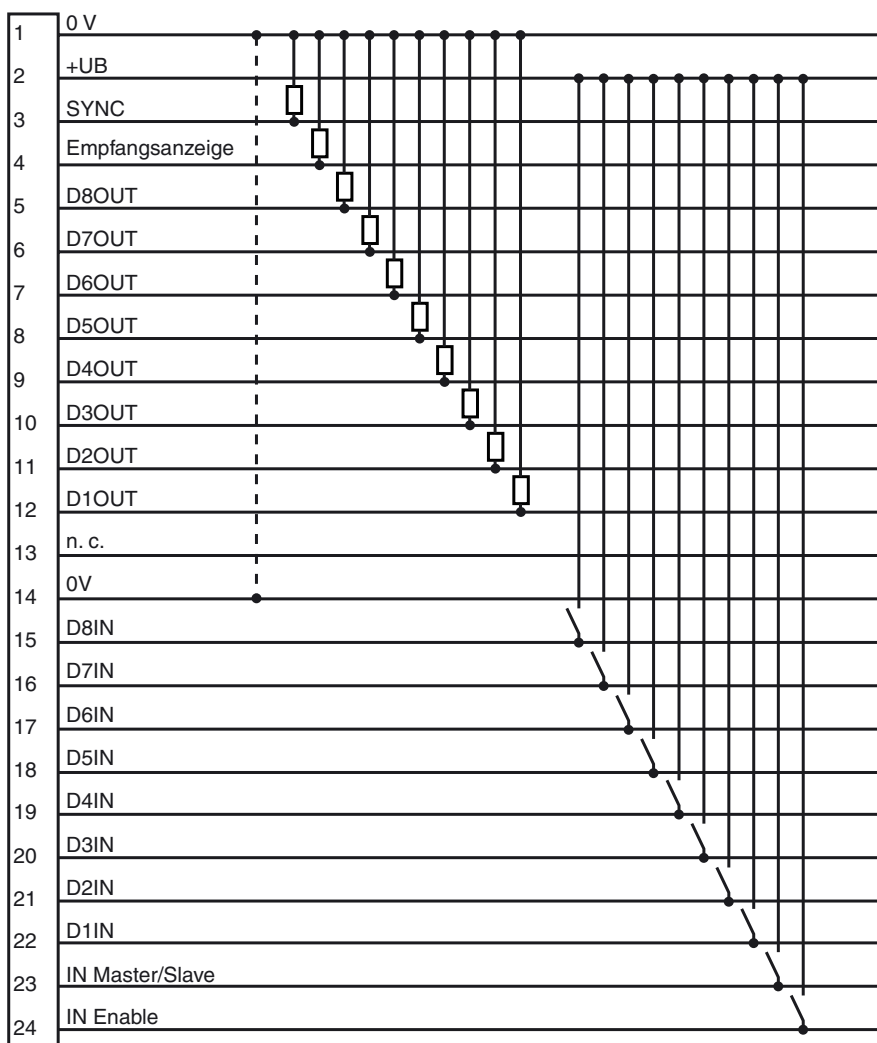 1 0 V
2 +UB
3 SYNC
4 Empfangsanzeige
5 D8OUT
6 D7OUT
7 D6OUT
8 D5OUT
9 D4OUT
10 D3OUT
11 D2OUT
12 D1OUT
13 n. c.
14 0V
15 D8IN
16 D7IN
17 D6IN
18 D5IN
19 D4IN
20 D3IN
21 D2IN
22 D1IN
23 IN Master/Slave
24 IN Enable